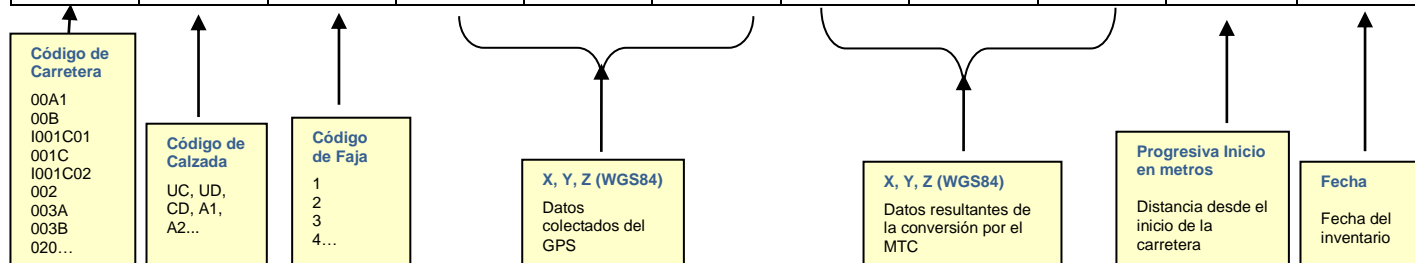 Código de
Carretera
00A1
00B
I001C01
001C
I001C02
002
003A
003B
020…
Código de
Calzada
UC, UD,
CD, A1,
A2...
Código
de Faja
1
2
3
4…
X, Y, Z (WGS84)
Datos
colectados del
GPS
X, Y, Z (WGS84)
Datos resultantes de
la conversión por el
MTC
Progresiva Inicio
en metros
Distancia desde el
inicio de la
carretera
Fecha
Fecha del
inventario